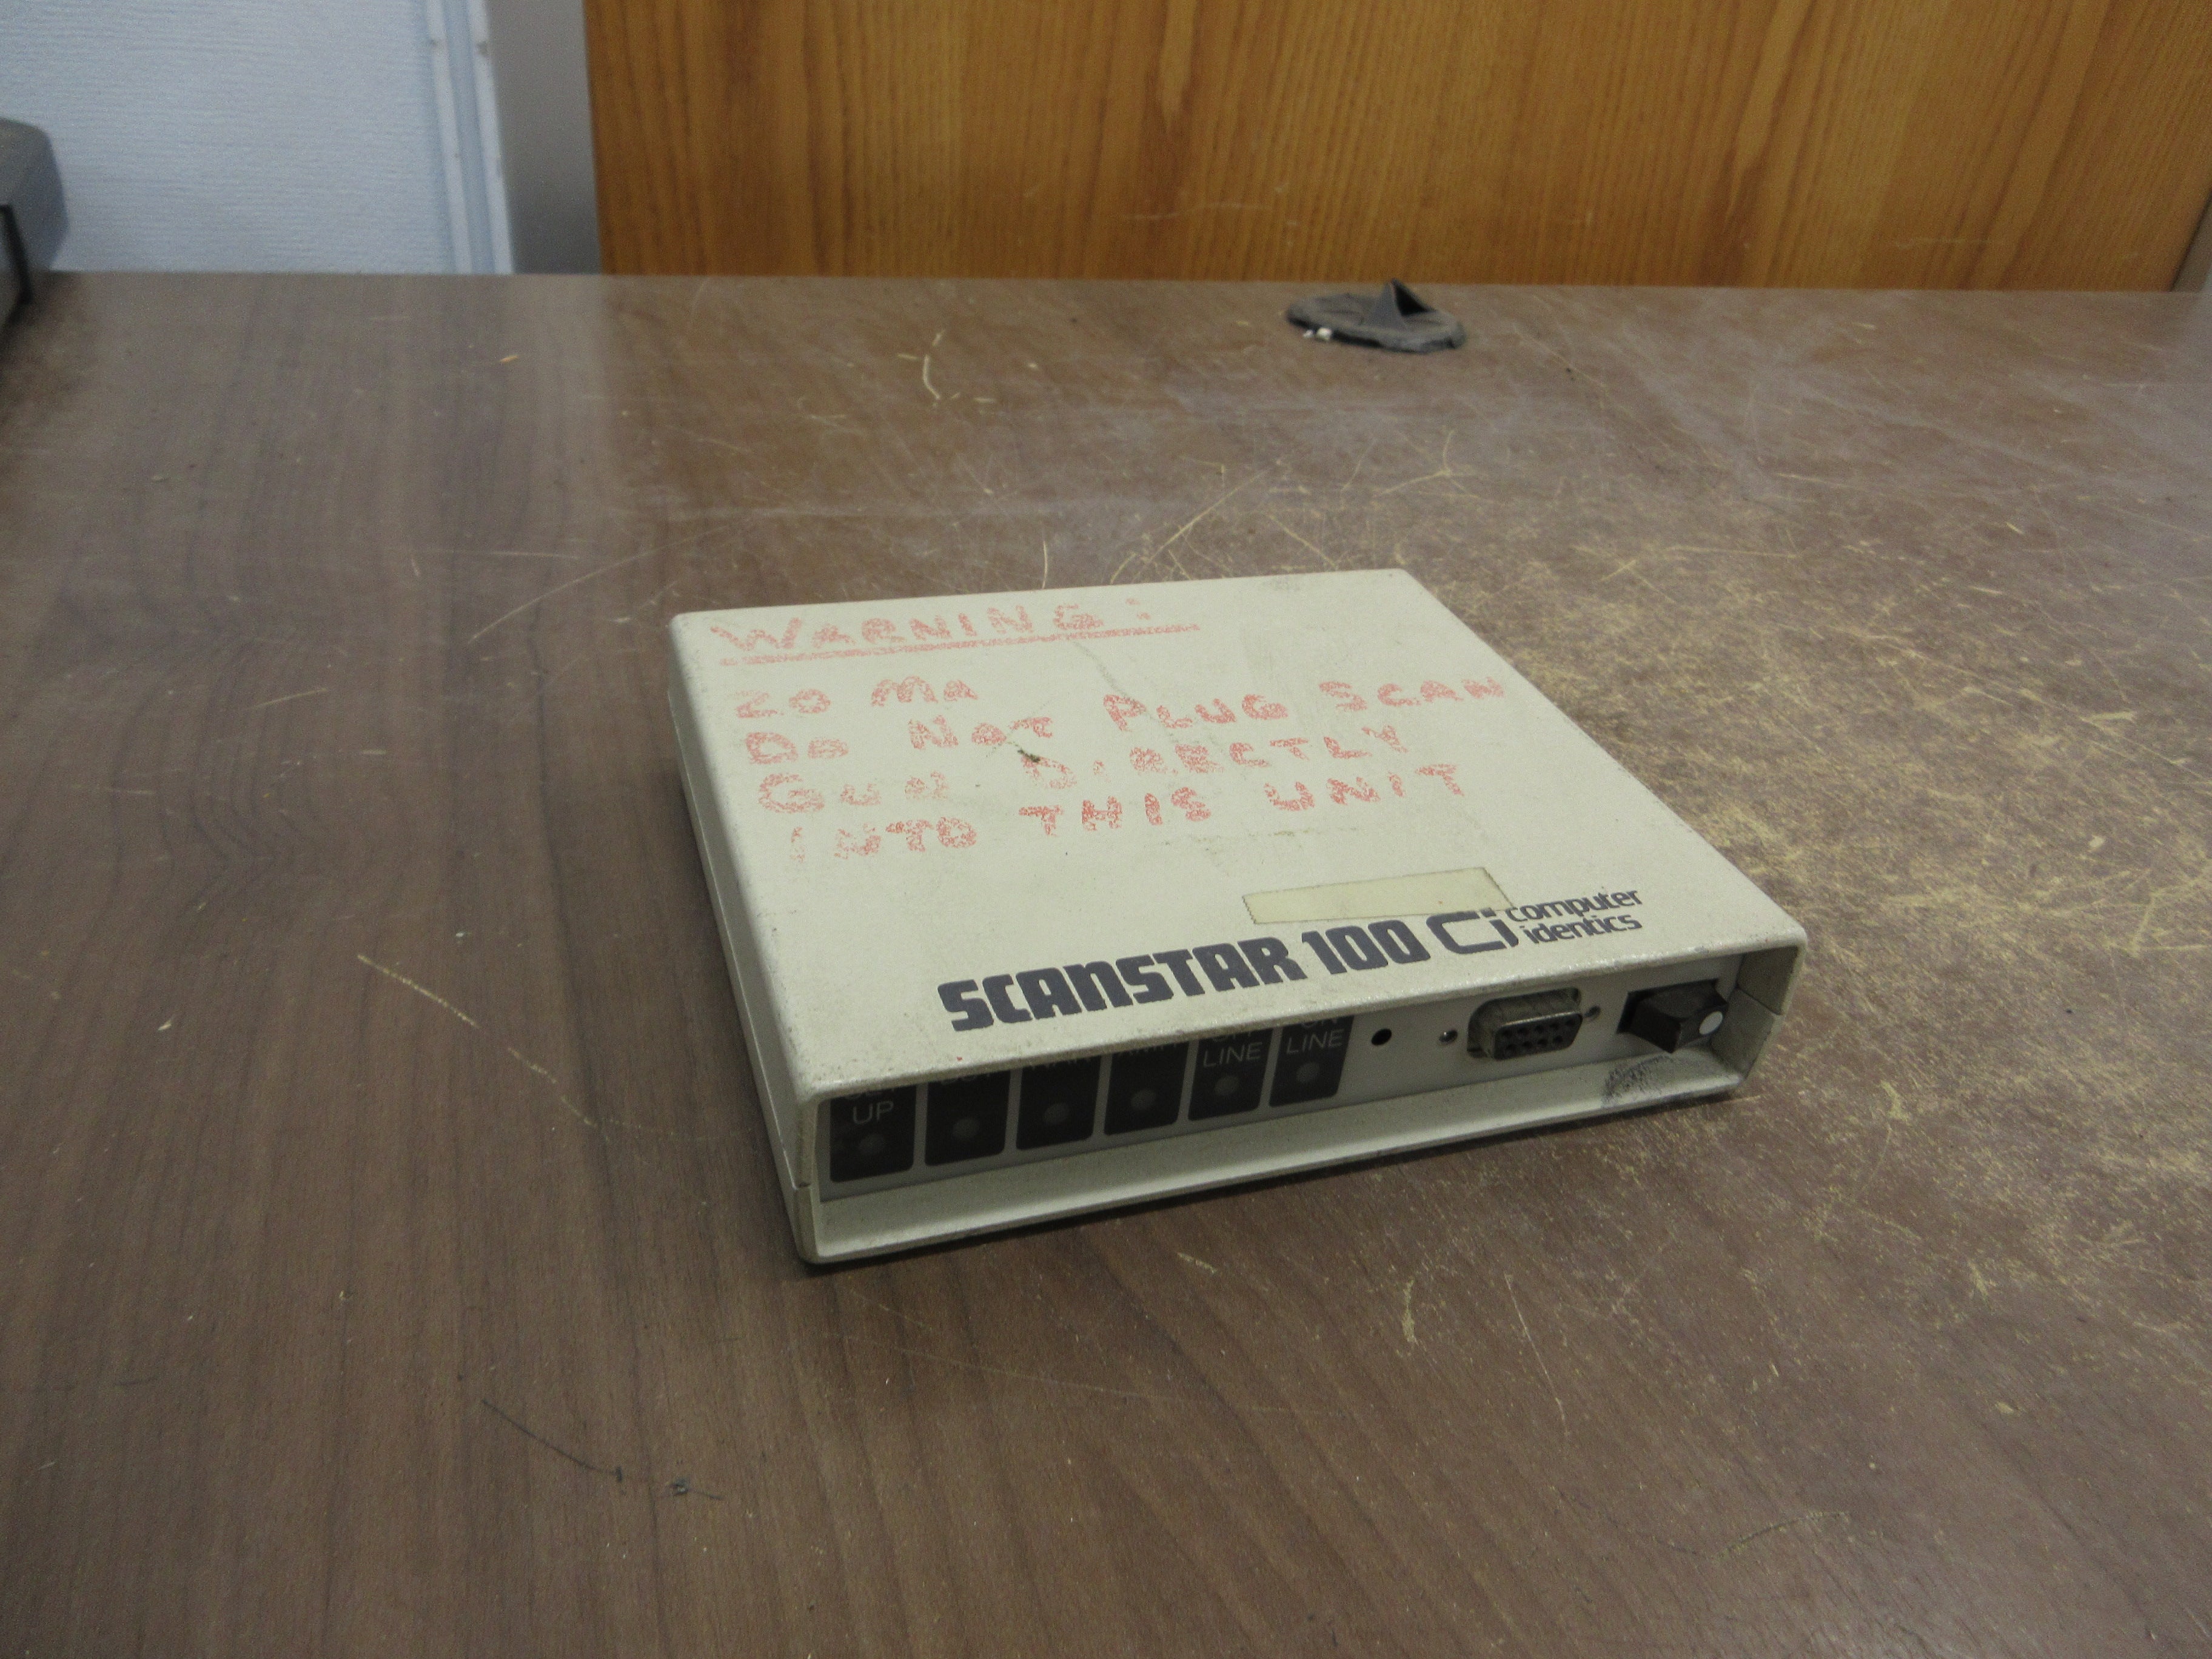 WARNING:
20 Ma
Do Not PLUG SCAN
GUN DIRECTLY
INTO THIS UNIT
SCANSTAR 100 Ci computer
identics
UP
LINE
ON
LINE